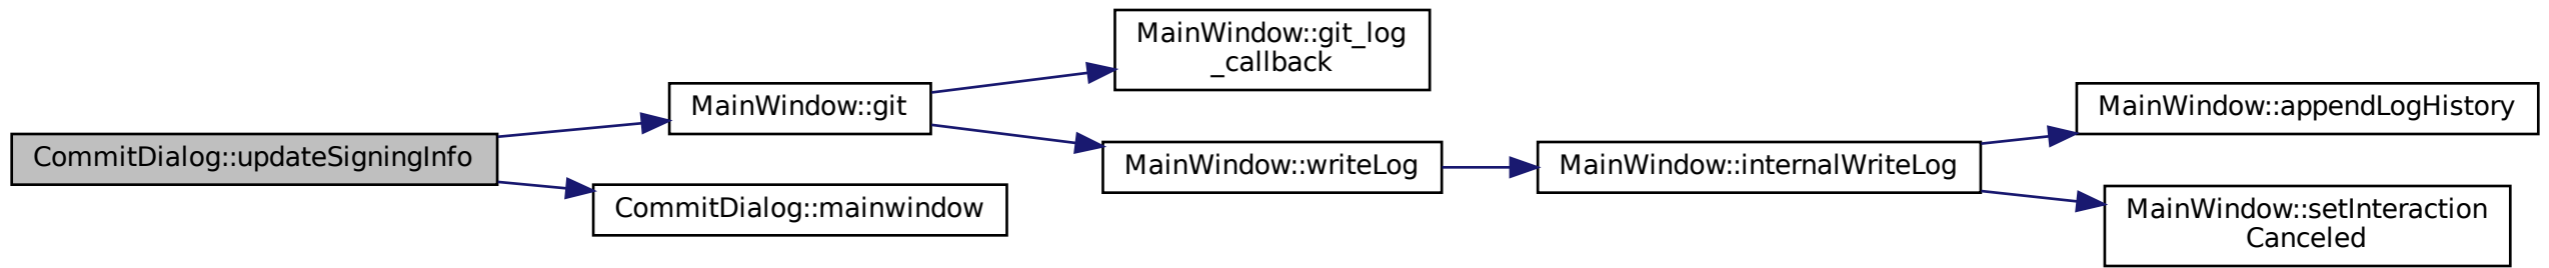 CommitDialog::updateSigningInfo
MainWindow::git
MainWindow::git_log
_callback
MainWindow::writeLog
MainWindow::internalWriteLog
MainWindow::appendLogHistory
MainWindow::setInteraction
Canceled
CommitDialog::mainwindow